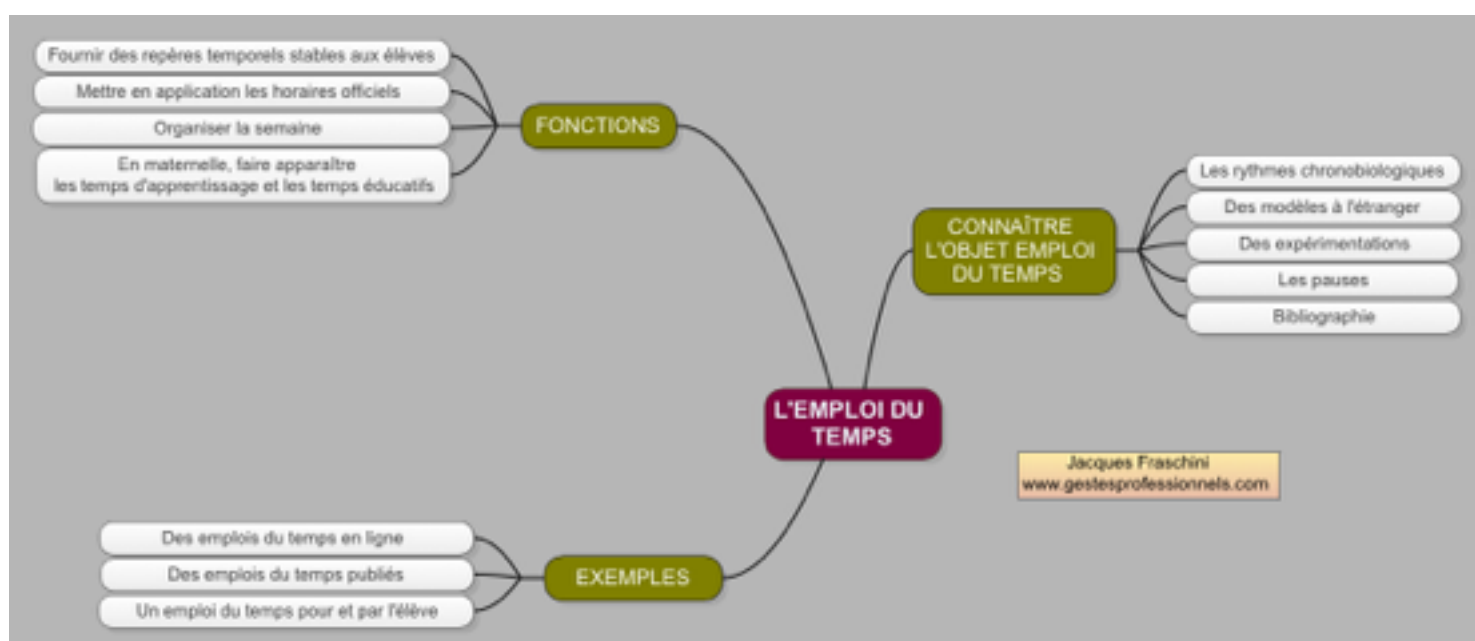 Fournir des repères temporels stables aux élèves
Mettre en application les horaires officiels
Organiser la semaine
En maternelle, faire apparaître
les temps d'apprentissage et les temps éducatifs
FONCTIONS
CONNAÎTRE
L'OBJET EMPLOI
DU TEMPS
Les rythmes chronobiologiques
Des modèles à l'étranger
Des expérimentations
Les pauses
Bibliographie
L'EMPLOI DU
TEMPS
Jacques Fraschini
www.gestesprofessionnels.com
Des emplois du temps en ligne
Des emplois du temps publiés
Un emploi du temps pour et par l'élève
EXEMPLES